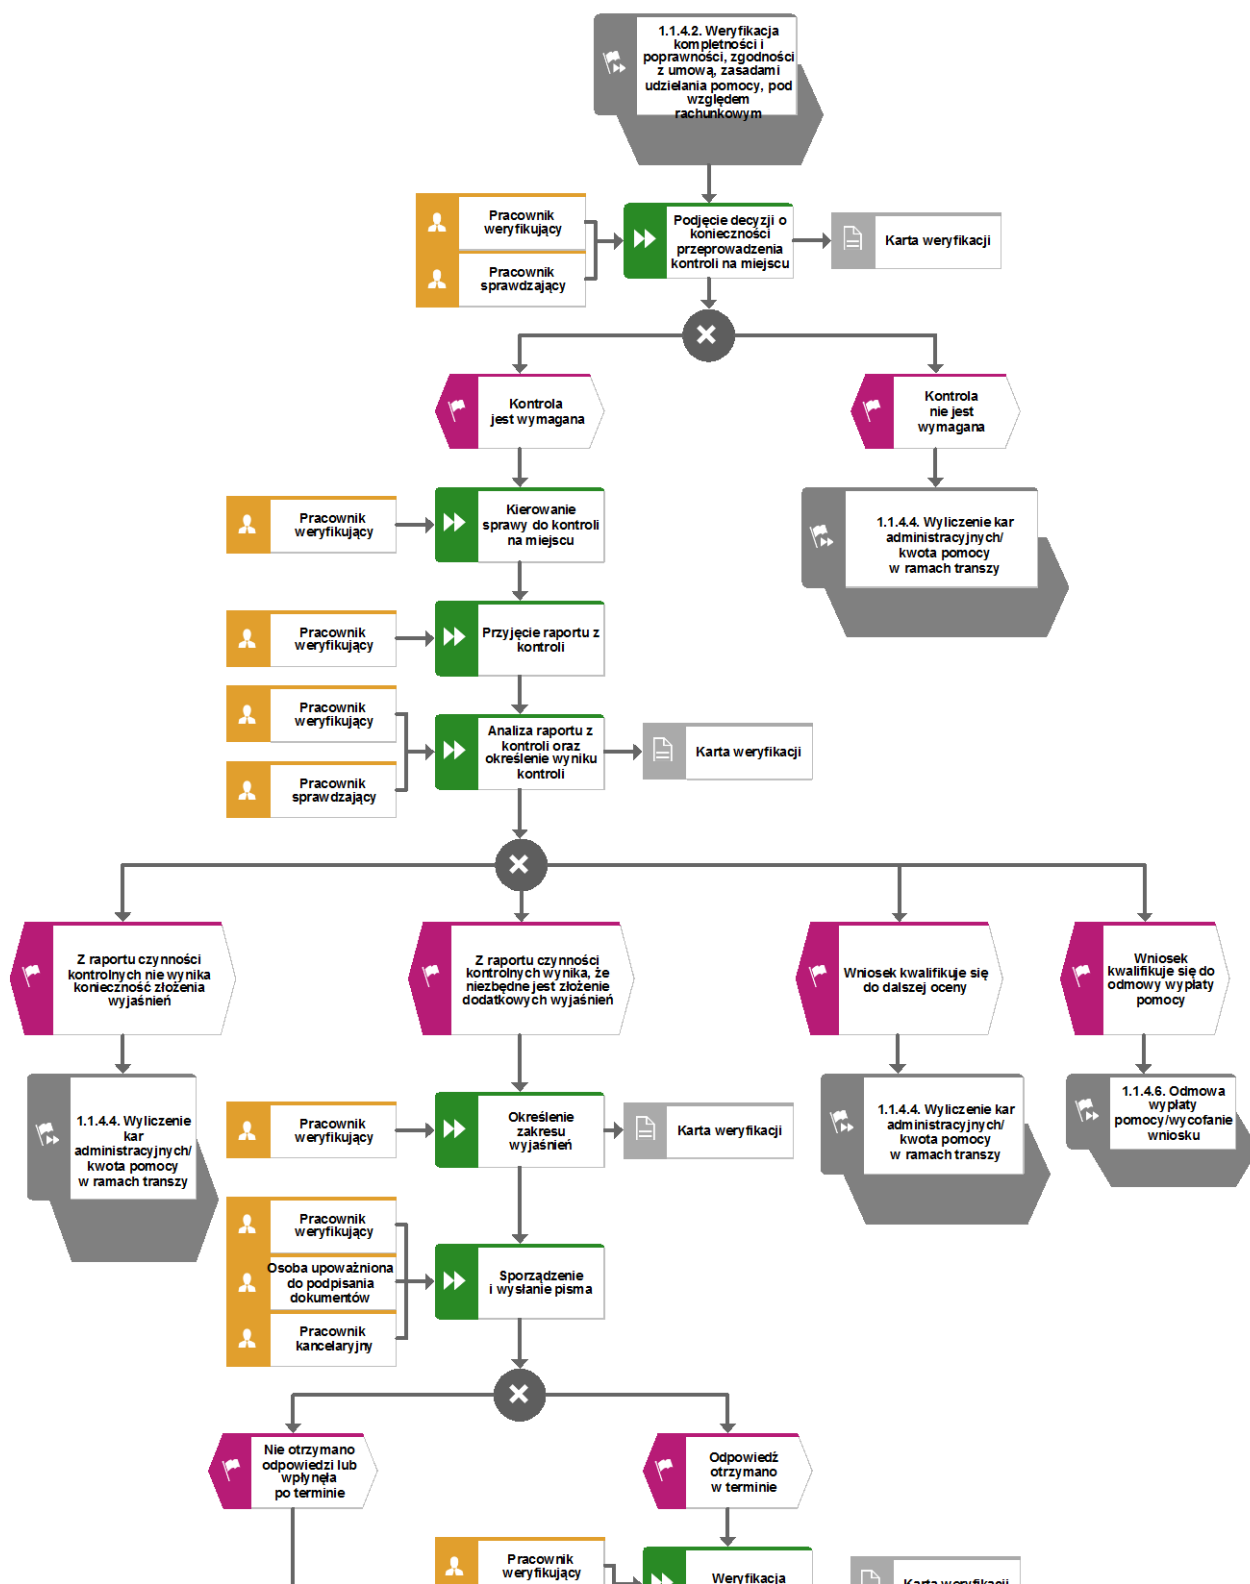 1.1.4.2. Weryfikacja
kompletności i
poprawności, zgodności
z umową, zasadami
udzielania pomocy, pod
względem
rachunkowym
Pracownik
weryfikujący
Pracownik
sprawdzający
Podjęcie decyzji o
konieczności
przeprowadzenia
kontroli na miejscu
Karta weryfikacji
Kontrola
jest wymagana
Kontrola
nie jest
wymagana
Pracownik
weryfikujący
Kierowanie
sprawy do kontroli
na miejscu
1.1.4.4. Wyliczenie kar
administracyjnych/
kwota pomocy
w ramach transzy
Pracownik
weryfikujący
Przyjęcie raportu z
kontroli
Pracownik
weryfikujący
Pracownik
sprawdzający
Analiza raportu z
kontroli oraz
określenie wyniku
kontroli
Karta weryfikacji
Z raportu czynności
kontrolnych nie wynika
konieczność złożenia
wyjaśnień
Z raportu czynności
kontrolnych wynika, że
niezbędne jest złożenie
dodatkowych wyjaśnień
Wniosek kwalifikuje się
do dalszej oceny
Wniosek
kwalifikuje się do
odmowy wypłaty
pomocy
1.1.4.4. Wyliczenie
kar
administracyjnych/
kwota pomocy
w ramach transzy
Pracownik
weryfikujący
Określenie
zakresu
wyjaśnień
Karta weryfikacji
1.1.4.4. Wyliczenie kar
administracyjnych/
kwota pomocy
w ramach transzy
1.1.4.6. Odmowa
wypłaty
pomocy/wycofanie
wniosku
Pracownik
weryfikujący
Osoba upoważniona
do podpisania
dokumentów
Pracownik
kancelaryjny
Sporządzenie
i wysłanie pisma
Nie otrzymano
odpowiedzi lub
wpłynęła
po terminie
Odpowiedź
otrzymano
w terminie
Pracownik
weryfikujący
Weryfikacja
Karta weryfikacji